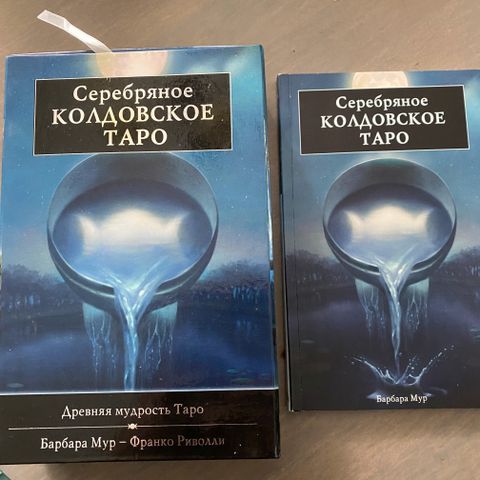 Серебряное
КОЛДОВСКОЕ
ТАРО
Древняя мудрость Таро
Барбара Мур – Франко Риволли
Серебряное
КОЛДОВСКОЕ
ТАРО
Барбара Мур